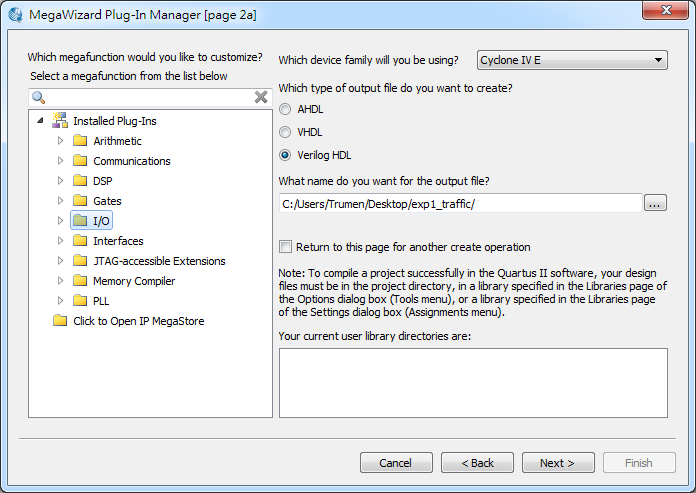 MegaWizard Plug-In Manager [page 2a]
Which megafunction would you like to customize?
Select a megafunction from the list below
Installed Plug-Ins
Arithmetic
Communications
DSP
Gates
I/O
Interfaces
JTAG-accessible Extensions
Memory Compiler
PLL
Click to Open IP MegaStore
Which device family will you be using?
Cyclone IV E
Which type of output file do you want to create?
AHDL
VHDL
Verilog HDL
What name do you want for the output file?
C:/Users/Trumen/Desktop/exp1_traffic/
...
Return to this page for another create operation
Note: To compile a project successfully in the Quartus II software, your design
files must be in the project directory, in a library specified in the Libraries page of
the Options dialog box (Tools menu), or a library specified in the Libraries page
of the Settings dialog box (Assignments menu).
Your current user library directories are:
Cancel
< Back
Next >
Finish